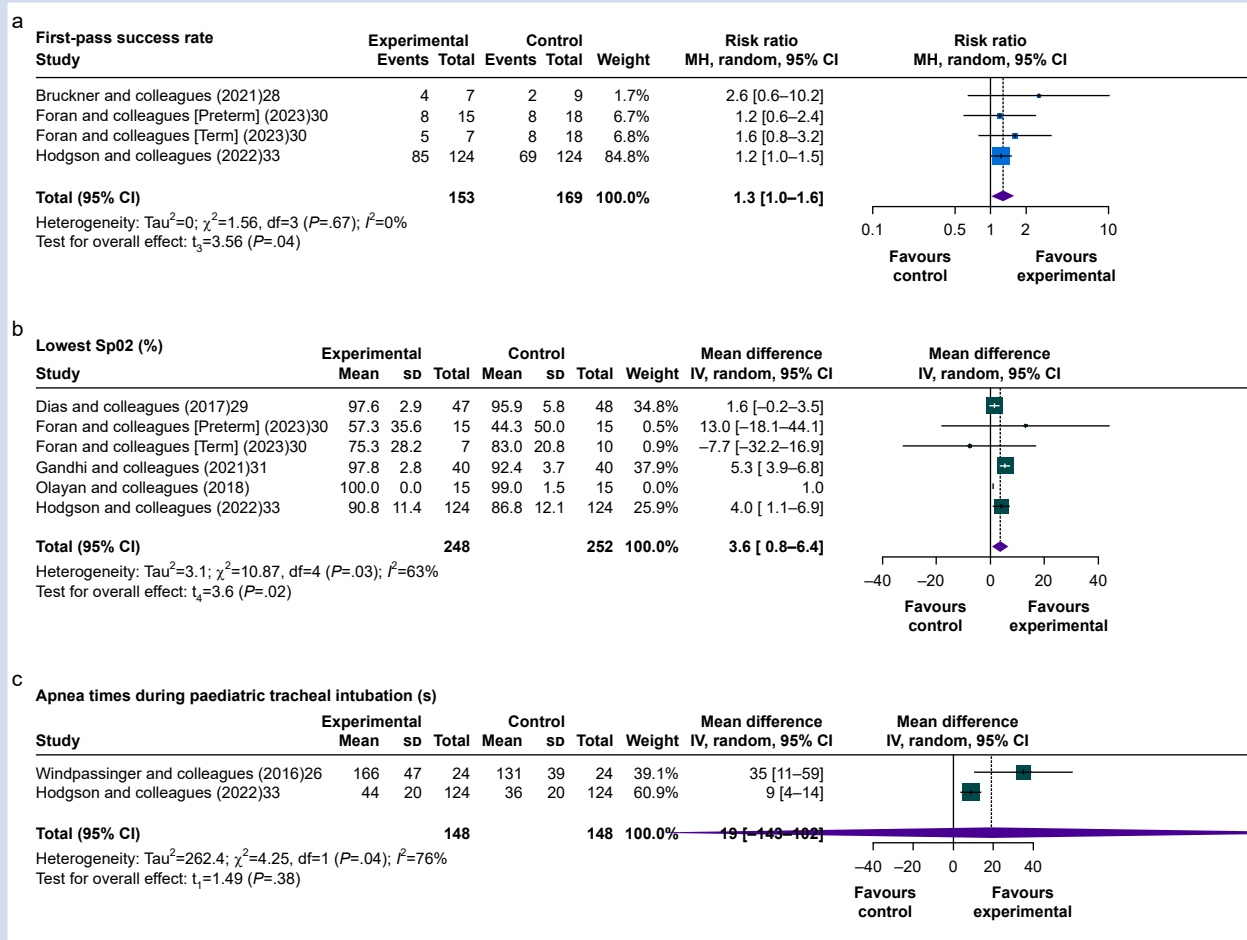 a
First-pass success rate Experimental Control Risk ratio Risk ratio
Study Events Total Events Total Weight MH, random, 95% CI MH, random, 95% CI
Bruckner and colleagues (2021)28 4 7 2 9 1.7% 2.6 [0.6–10.2]
Foran and colleagues [Preterm] (2023)30 8 15 8 18 6.7% 1.2 [0.6–2.4]
Foran and colleagues [Term] (2023)30 5 7 8 18 6.8% 1.6 [0.8–3.2]
Hodgson and colleagues (2022)33 85 124 69 124 84.8% 1.2 [1.0–1.5]
Total (95% CI) 153 169 100.0% 1.3 [1.0–1.6]
Heterogeneity: Tau²=0; χ²=1.56, df=3 (P=.67); I²=0%
Test for overall effect: t₃=3.56 (P=.04)
0.1 0.5 1 2 10
Favours Favours
control experimental
b
Lowest Sp02 (%) Experimental Control Mean difference Mean difference
Study Mean SD Total Mean SD Total Weight IV, random, 95% CI IV, random, 95% CI
Dias and colleagues (2017)29 97.6 2.9 47 95.9 5.8 48 34.8% 1.6 [–0.2–3.5]
Foran and colleagues [Preterm] (2023)30 57.3 35.6 15 44.3 50.0 15 0.5% 13.0 [–18.1–44.1]
Foran and colleagues [Term] (2023)30 75.3 28.2 7 83.0 20.8 10 0.9% –7.7 [–32.2–16.9]
Gandhi and colleagues (2021)31 97.8 2.8 40 92.4 3.7 40 37.9% 5.3 [ 3.9–6.8]
Olayan and colleagues (2018) 100.0 0.0 15 99.0 1.5 15 0.0% 1.0
Hodgson and colleagues (2022)33 90.8 11.4 124 86.8 12.1 124 25.9% 4.0 [ 1.1–6.9]
Total (95% CI) 248 252 100.0% 3.6 [ 0.8–6.4]
Heterogeneity: Tau²=3.1; χ²=10.87, df=4 (P=.03); I²=63%
Test for overall effect: t₄=3.6 (P=.02)
–40 –20 0 20 40
Favours Favours
control experimental
c
Apnea times during paediatric tracheal intubation (s)
Experimental Control Mean difference Mean difference
Study Mean SD Total Mean SD Total Weight IV, random, 95% CI IV, random, 95% CI
Windpassinger and colleagues (2016)26 166 47 24 131 39 24 39.1% 35 [11–59]
Hodgson and colleagues (2022)33 44 20 124 36 20 124 60.9% 9 [4–14]
Total (95% CI) 148 148 100.0% 19 [–143–182]
Heterogeneity: Tau²=262.4; χ²=4.25, df=1 (P=.04); I²=76%
Test for overall effect: t₁=1.49 (P=.38)
–40 –20 0 20 40
Favours Favours
control experimental